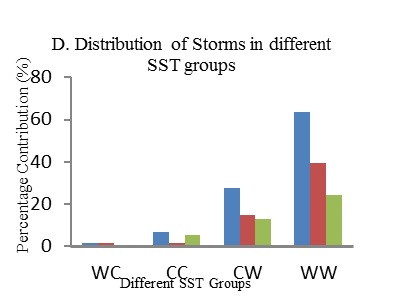 D. Distribution of Storms in different
SST groups
Percentage Contribution (%)
80
60
40
20
0
WC CC CW WW
Different SST Groups